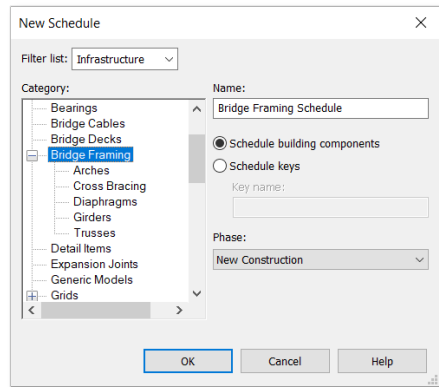 New Schedule
Filter list: Infrastructure
Category:
Bearings
Bridge Cables
Bridge Decks
Bridge Framing
Arches
Cross Bracing
Diaphragms
Girders
Trusses
Detail Items
Expansion Joints
Generic Models
Grids
Name:
Bridge Framing Schedule
Schedule building components
Schedule keys
Key name:
Phase:
New Construction
OK Cancel Help